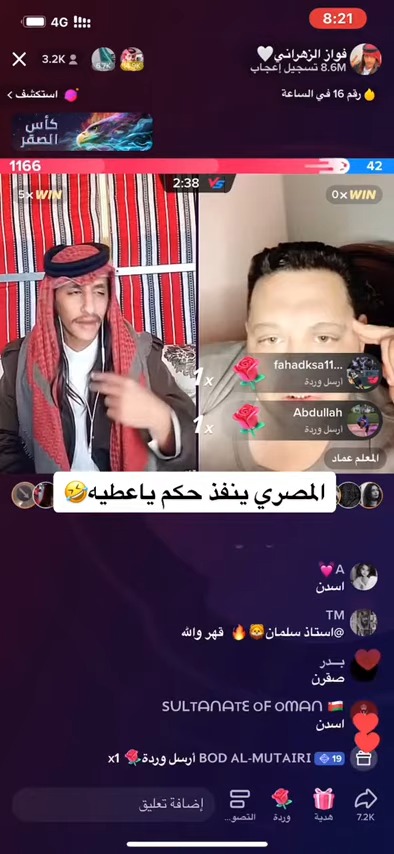 4G
8:21
فواز الزهراني🤍
8.6M تسجيل إعجاب
3.2K
رقم 16 في الساعة
استكشف >
كأس
الصقر
1166
42
5x WIN
2:38 VS
0x WIN
fahadksa11...
أرسل وردة
1x
Abdullah
أرسل وردة
1x
المعلم عماد
المصري ينفذ حكم ياعطيه🤣
A💓
اسدن
TM
@استاذ سلمان🦁🔥 قهر والله
بــدر
صقرن
SULTANATE OF OMAN 🇴🇲
اسدن
19 BOD AL-MUTAIRI أرسل وردة🌹 x1
إضافة تعليق
التصو...
وردة
هدية
7.2K